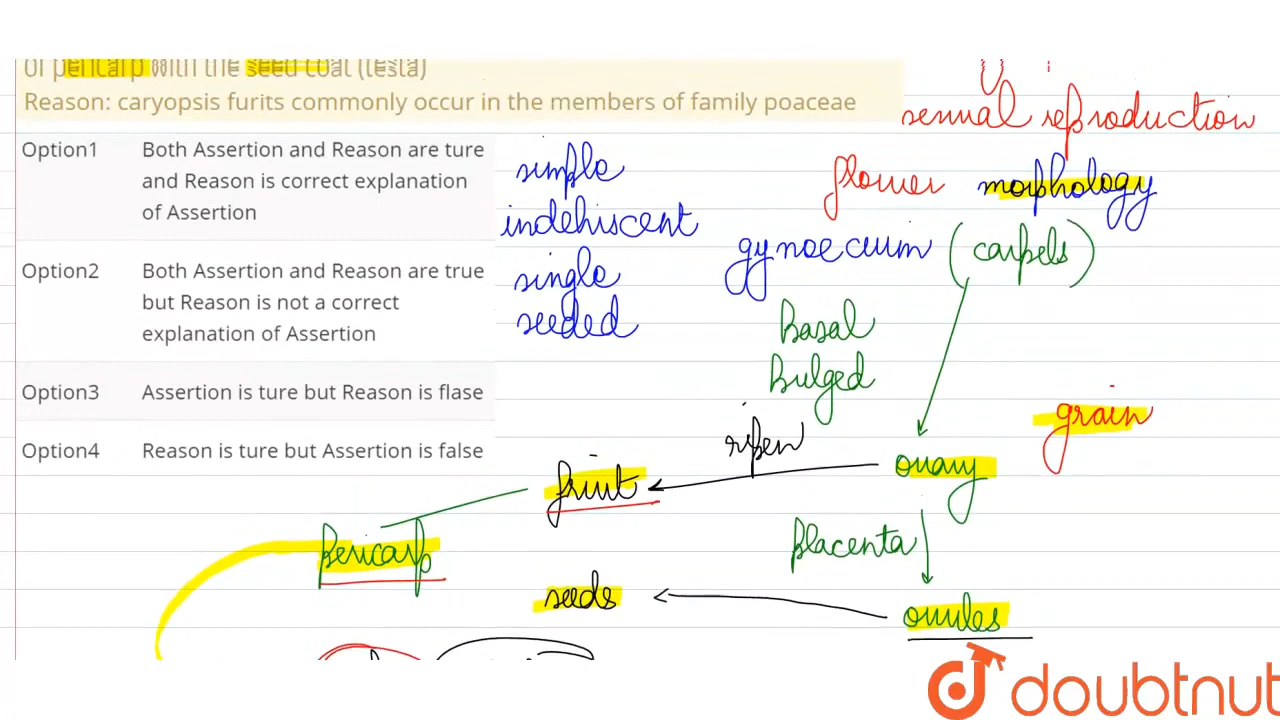 of pericarp with the seed coat (testa)
Reason: caryopsis furits commonly occur in the members of family poaceae
Option1 Both Assertion and Reason are ture
and Reason is correct explanation
of Assertion
Option2 Both Assertion and Reason are true
but Reason is not a correct
explanation of Assertion
Option3 Assertion is ture but Reason is flase
Option4 Reason is ture but Assertion is false
simple
indehiscent
single
seeded
sexual reproduction
flower morphology
gynoecium (carpels)
Basal
Bulged
grain
ripen
ovary
fruit
pericarp
placenta
seeds
ovules
doubtnut